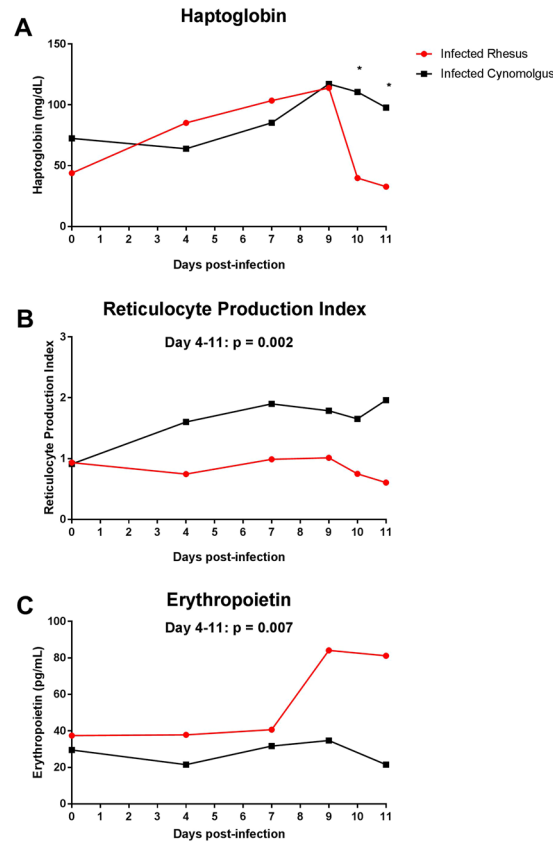 A
Haptoglobin
Infected Rhesus
Infected Cynomolgus
Haptoglobin (mg/dL)
150
100
50
0
* *
0 1 2 3 4 5 6 7 8 9 10 11
Days post-infection
B
Reticulocyte Production Index
Day 4-11: p = 0.002
Reticulocyte Production Index
3
2
1
0
0 1 2 3 4 5 6 7 8 9 10 11
Days post-infection
C
Erythropoietin
Day 4-11: p = 0.007
Erythropoietin (pg/mL)
100
80
60
40
20
0
0 1 2 3 4 5 6 7 8 9 10 11
Days post-infection